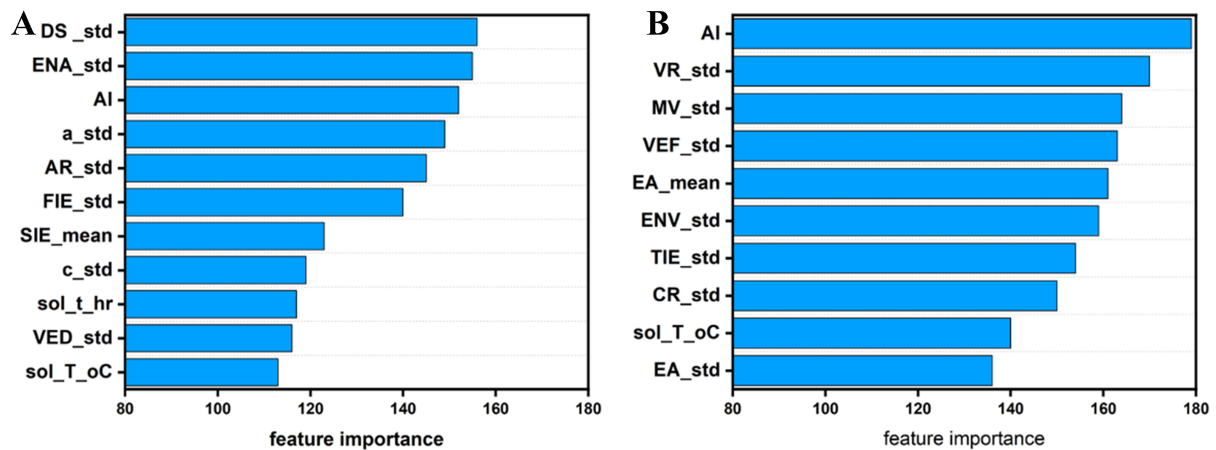 A
DS _std
ENA_std
AI
a_std
AR_std
FIE_std
SIE_mean
c_std
sol_t_hr
VED_std
sol_T_oC
80 100 120 140 160 180
feature importance
B
AI
VR_std
MV_std
VEF_std
EA_mean
ENV_std
TIE_std
CR_std
sol_T_oC
EA_std
80 100 120 140 160 180
feature importance